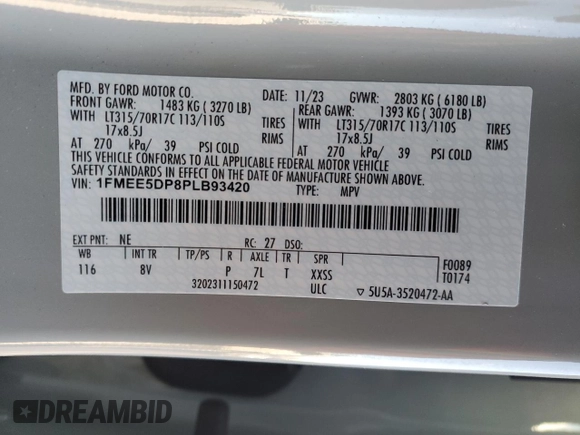 MFD. BY FORD MOTOR CO. 11/23 GVWR: 2803 KG ( 6180 LB)
FRONT GAWR: 1483 KG ( 3270 LB) REAR GAWR: 1393 KG ( 3070 LB)
WITH LT315/70R17C 113/110S TIRES WITH LT315/70R17C 113/110S TIRES
17x8.5J RIMS 17x8.5J RIMS
AT 270 kPa/ 39 PSI COLD AT 270 kPa/ 39 PSI COLD
THIS VEHICLE CONFORMS TO ALL APPLICABLE FEDERAL MOTOR VEHICLE
SAFETY STANDARDS IN EFFECT ON THE DATE OF MANUFACTURE SHOWN ABOVE.
VIN: 1FMEE5DP8PLB93420 TYPE: MPV
EXT PNT: NE RC: 27 DSO:
WB INT TR TP/PS R AXLE TR SPR F0089
116 8V P 7L T XXSS T0174
3202311150472 ULC ▽ 5U5A-3520472-AA
DREAMBID
#1 AUTO BIDDING PLATFORM